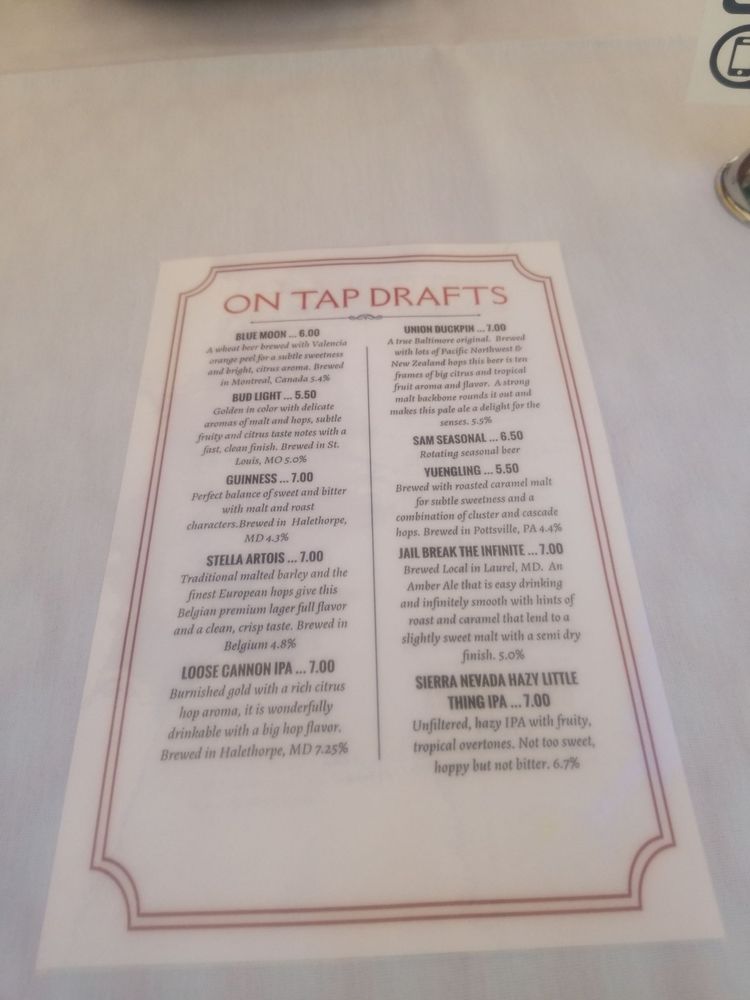 ON TAP DRAFTS
BLUE MOON ... 6.00
A wheat beer brewed with Valencia
orange peel for a subtle sweetness
and bright, citrus aroma. Brewed
in Montreal, Canada 5.4%
BUD LIGHT ... 5.50
Golden in color with delicate
aromas of malt and hops, subtle
fruity and citrus taste notes with a
fast, clean finish. Brewed in St.
Louis, MO 5.0%
GUINNESS ... 7.00
Perfect balance of sweet and bitter
with malt and roast
characters.Brewed in Halethorpe,
MD 4.3%
STELLA ARTOIS ... 7.00
Traditional malted barley and the
finest European hops give this
Belgian premium lager full flavor
and a clean, crisp taste. Brewed in
Belgium 4.8%
LOOSE CANNON IPA ... 7.00
Burnished gold with a rich citrus
hop aroma, it is wonderfully
drinkable with a big hop flavor.
Brewed in Halethorpe, MD 7.25%
UNION DUCKPIN ... 7.00
A true Baltimore original. Brewed
with lots of Pacific Northwest &
New Zealand hops this beer is ten
frames of big citrus and tropical
fruit aroma and flavor. A strong
malt backbone rounds it out and
makes this pale ale a delight for the
senses. 5.5%
SAM SEASONAL ... 6.50
Rotating seasonal beer
YUENGLING ... 5.50
Brewed with roasted caramel malt
for subtle sweetness and a
combination of cluster and cascade
hops. Brewed in Pottsville, PA 4.4%
JAIL BREAK THE INFINITE ... 7.00
Brewed Local in Laurel, MD. An
Amber Ale that is easy drinking
and infinitely smooth with hints of
roast and caramel that lend to a
slightly sweet malt with a semi dry
finish. 5.0%
SIERRA NEVADA HAZY LITTLE
THING IPA ... 7.00
Unfiltered, hazy IPA with fruity,
tropical overtones. Not too sweet,
hoppy but not bitter. 6.7%